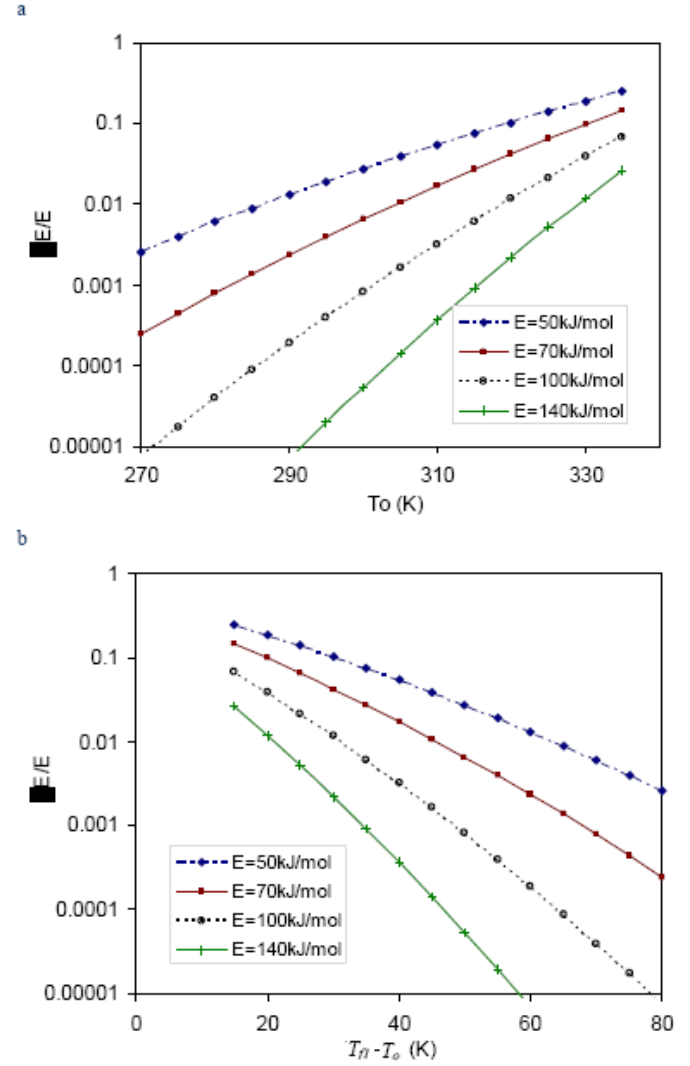 a
1
0.1
0.01
0.001
0.0001
0.00001
E/E
270 290 310 330
To (K)
E=50kJ/mol
E=70kJ/mol
E=100kJ/mol
E=140kJ/mol
b
1
0.1
0.01
0.001
0.0001
0.00001
E/E
E=50kJ/mol
E=70kJ/mol
E=100kJ/mol
E=140kJ/mol
0 20 40 60 80
-Tₒ (K)